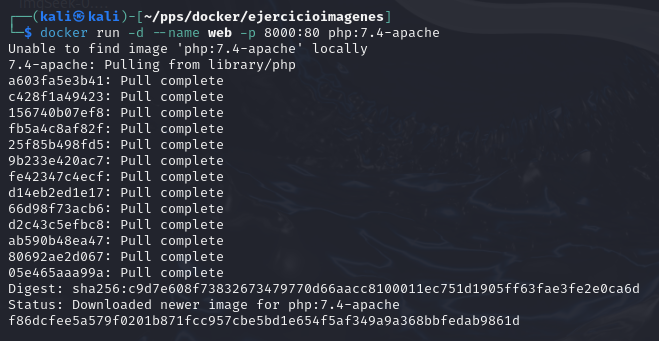 ┌──(kali㉿kali)-[~/pps/docker/ejercicioimagenes]
└─$ docker run -d --name web -p 8000:80 php:7.4-apache
Unable to find image 'php:7.4-apache' locally
7.4-apache: Pulling from library/php
a603fa5e3b41: Pull complete
c428f1a49423: Pull complete
156740b07ef8: Pull complete
fb5a4c8af82f: Pull complete
25f85b498fd5: Pull complete
9b233e420ac7: Pull complete
fe42347c4ecf: Pull complete
d14eb2ed1e17: Pull complete
66d98f73acb6: Pull complete
d2c43c5efbc8: Pull complete
ab590b48ea47: Pull complete
80692ae2d067: Pull complete
05e465aaa99a: Pull complete
Digest: sha256:c9d7e608f73832673479770d66aacc8100011ec751d1905ff63fae3fe2e0ca6d
Status: Downloaded newer image for php:7.4-apache
f86dcfee5a579f0201b871fcc957cbe5bd1e654f5af349a9a368bbfedab9861d